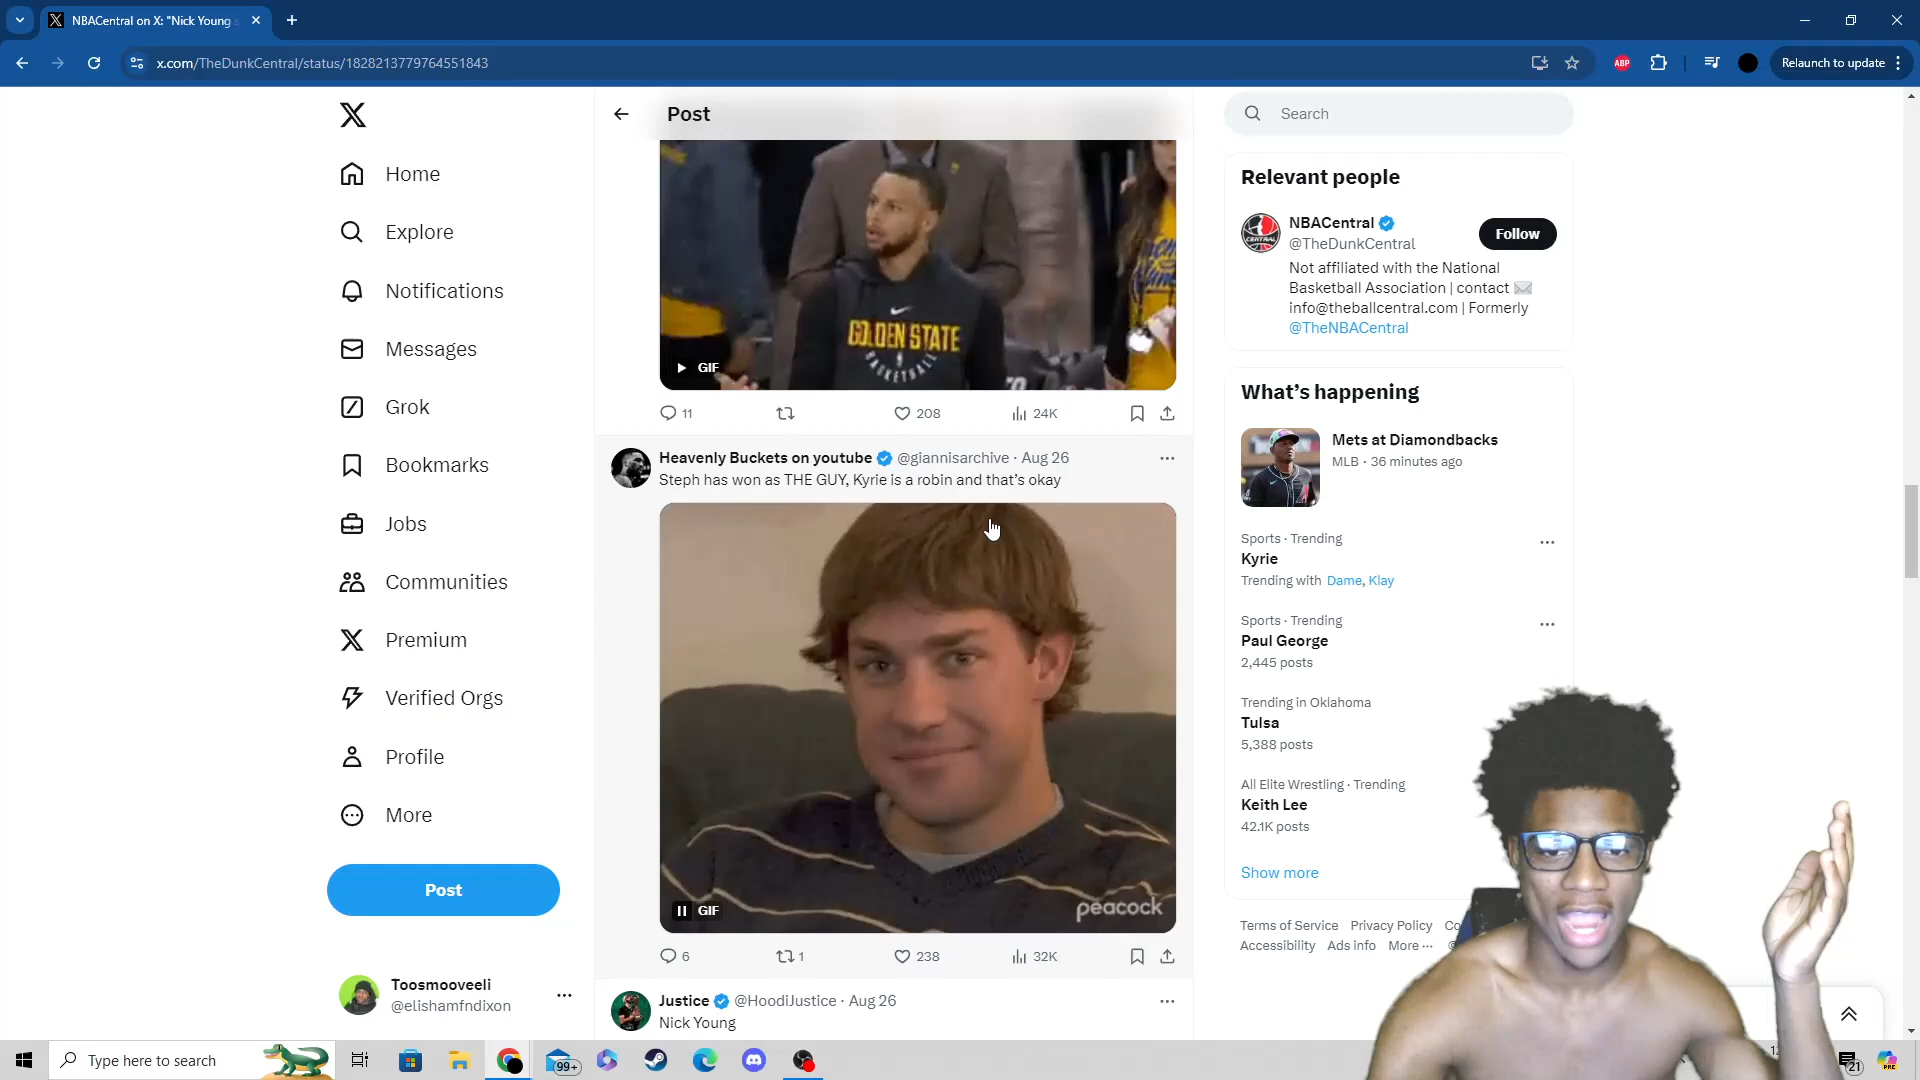 NBACentral on X: "Nick Young s
x.com/TheDunkCentral/status/1828213779764551843
ABP
Relaunch to update
Home
Explore
Notifications
Messages
Grok
Bookmarks
Jobs
Communities
Premium
Verified Orgs
Profile
More
Post
Toosmooveeli
@elishamfndixon
Post
GOLDEN STATE
BASKETBALL
GIF
11
208
24K
Heavenly Buckets on youtube @giannisarchive · Aug 26
Steph has won as THE GUY, Kyrie is a robin and that's okay
GIF
peacock
6
1
238
32K
Justice @HoodiJustice · Aug 26
Nick Young
Search
Relevant people
NBACentral
@TheDunkCentral
Follow
CENTRAL
Not affiliated with the National
Basketball Association | contact
info@theballcentral.com | Formerly
@TheNBACentral
What's happening
Mets at Diamondbacks
MLB · 36 minutes ago
Sports · Trending
Kyrie
Trending with Dame, Klay
Sports · Trending
Paul George
2,445 posts
Trending in Oklahoma
Tulsa
5,388 posts
All Elite Wrestling · Trending
Keith Lee
42.1K posts
Show more
Terms of Service Privacy Policy
Accessibility Ads info More ···
Type here to search
99+
21
PRE